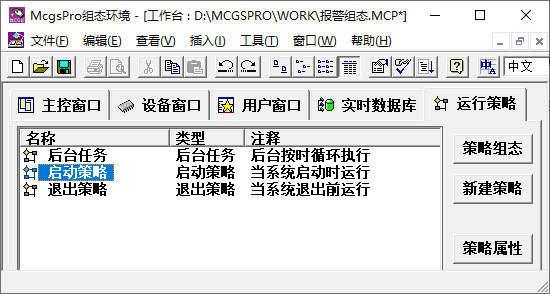 McgsPro组态环境 - [工作台 : D:\MCGSPRO\WORK\报警组态.MCP*]
文件(F) 编辑(E) 查看(V) 插入(I) 工具(T) 窗口(W) 帮助(H)
中文
主控窗口 设备窗口 用户窗口 实时数据库 运行策略
名称 类型 注释
后台任务 后台任务 后台按时循环执行
启动策略 启动策略 当系统启动时运行
退出策略 退出策略 当系统退出前运行
策略组态
新建策略
策略属性